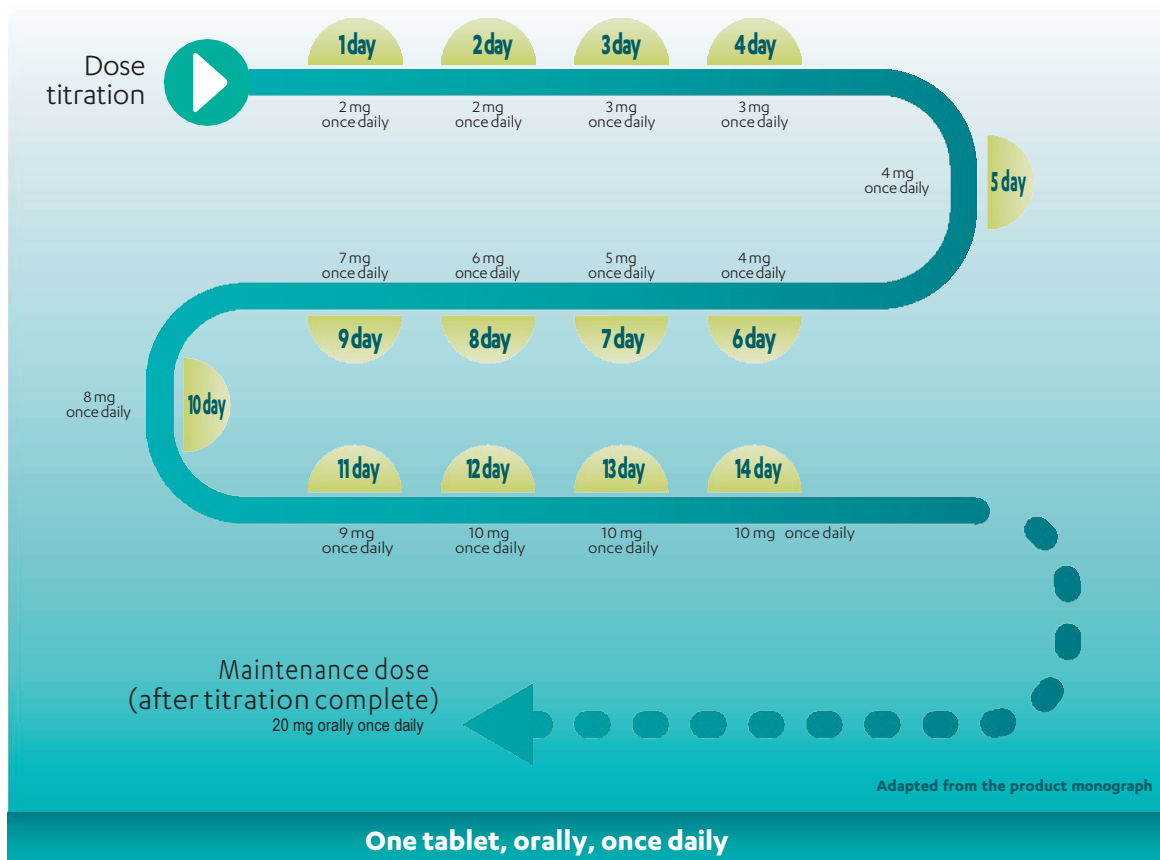 Dose
titration
1 day
2 day
3 day
4 day
2 mg
once daily
2 mg
once daily
3 mg
once daily
3 mg
once daily
5 day
4 mg
once daily
4 mg
once daily
6 day
5 mg
once daily
7 day
6 mg
once daily
8 day
7 mg
once daily
9 day
8 mg
once daily
10 day
11 day
12 day
13 day
14 day
9 mg
once daily
10 mg
once daily
10 mg
once daily
10 mg once daily
Maintenance dose
(after titration complete)
20 mg orally once daily
Adapted from the product monograph
One tablet, orally, once daily